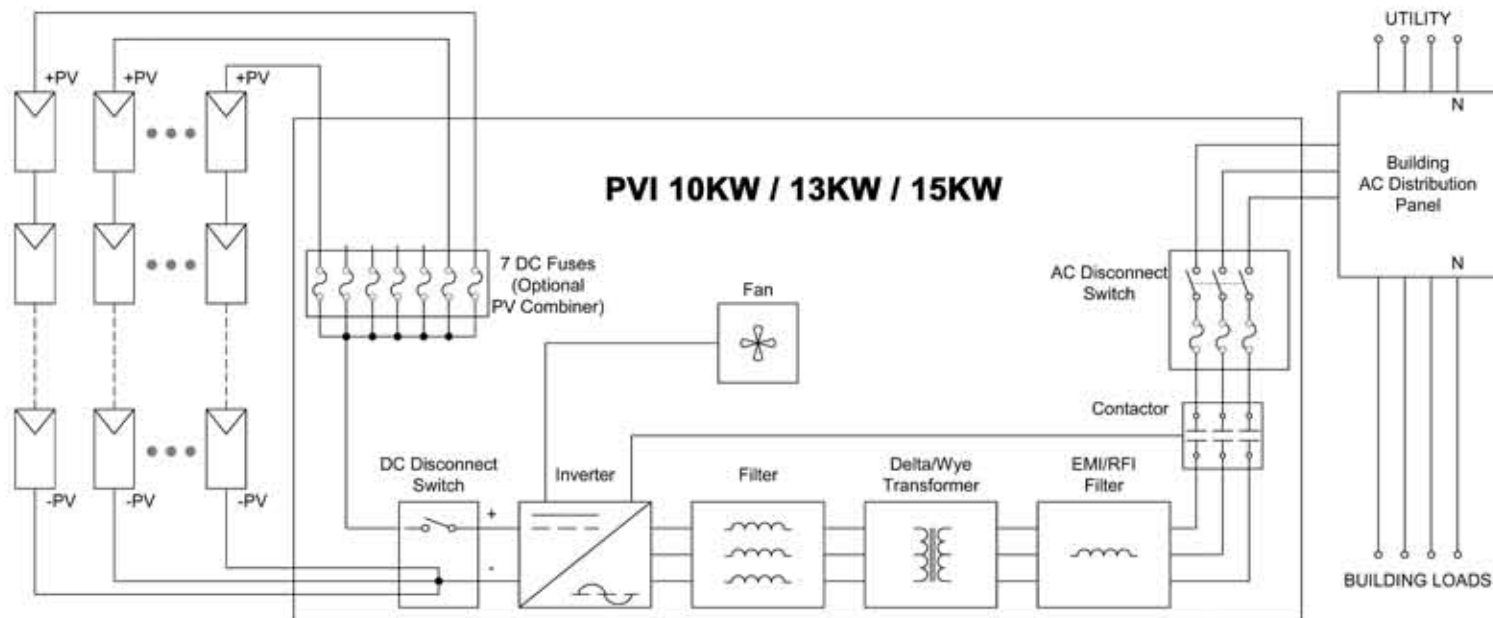 UTILITY
+PV
+PV
+PV
N
PVI 10KW / 13KW / 15KW
Building
AC Distribution
Panel
7 DC Fuses
(Optional
PV Combiner)
AC Disconnect
Switch
N
Fan
Contactor
DC Disconnect
Switch
Inverter
Filter
Delta/Wye
Transformer
EMI/RFI
Filter
-PV
-PV
-PV
+
-
BUILDING LOADS